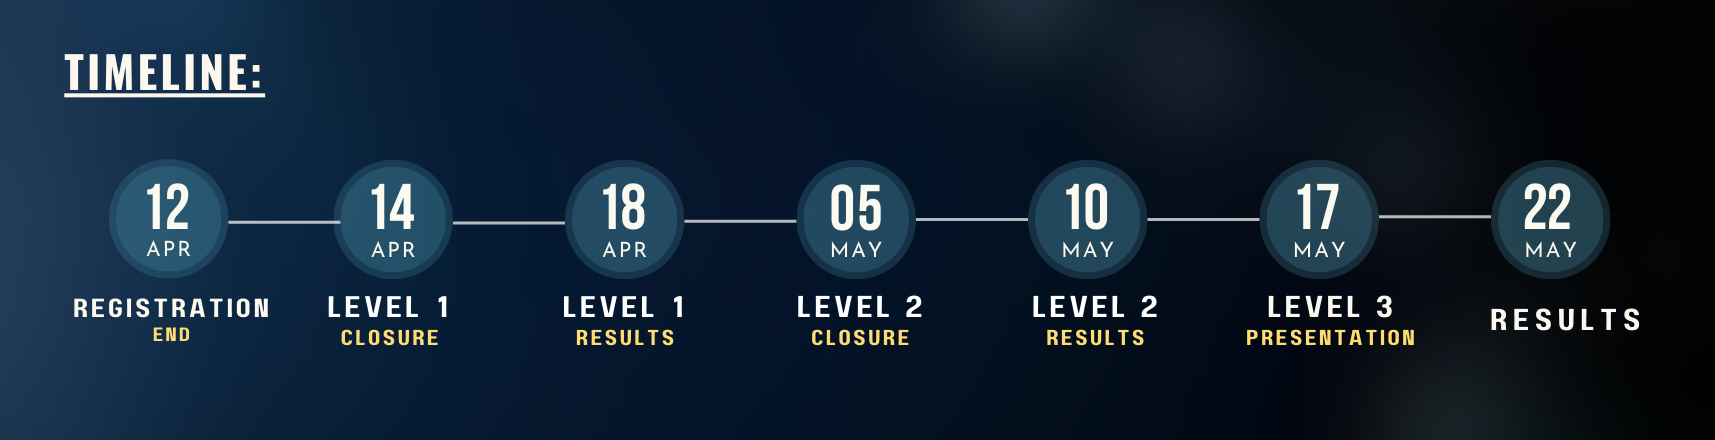 TIMELINE:
12
APR
REGISTRATION
END
14
APR
LEVEL 1
CLOSURE
18
APR
LEVEL 1
RESULTS
05
MAY
LEVEL 2
CLOSURE
10
MAY
LEVEL 2
RESULTS
17
MAY
LEVEL 3
PRESENTATION
22
MAY
RESULTS